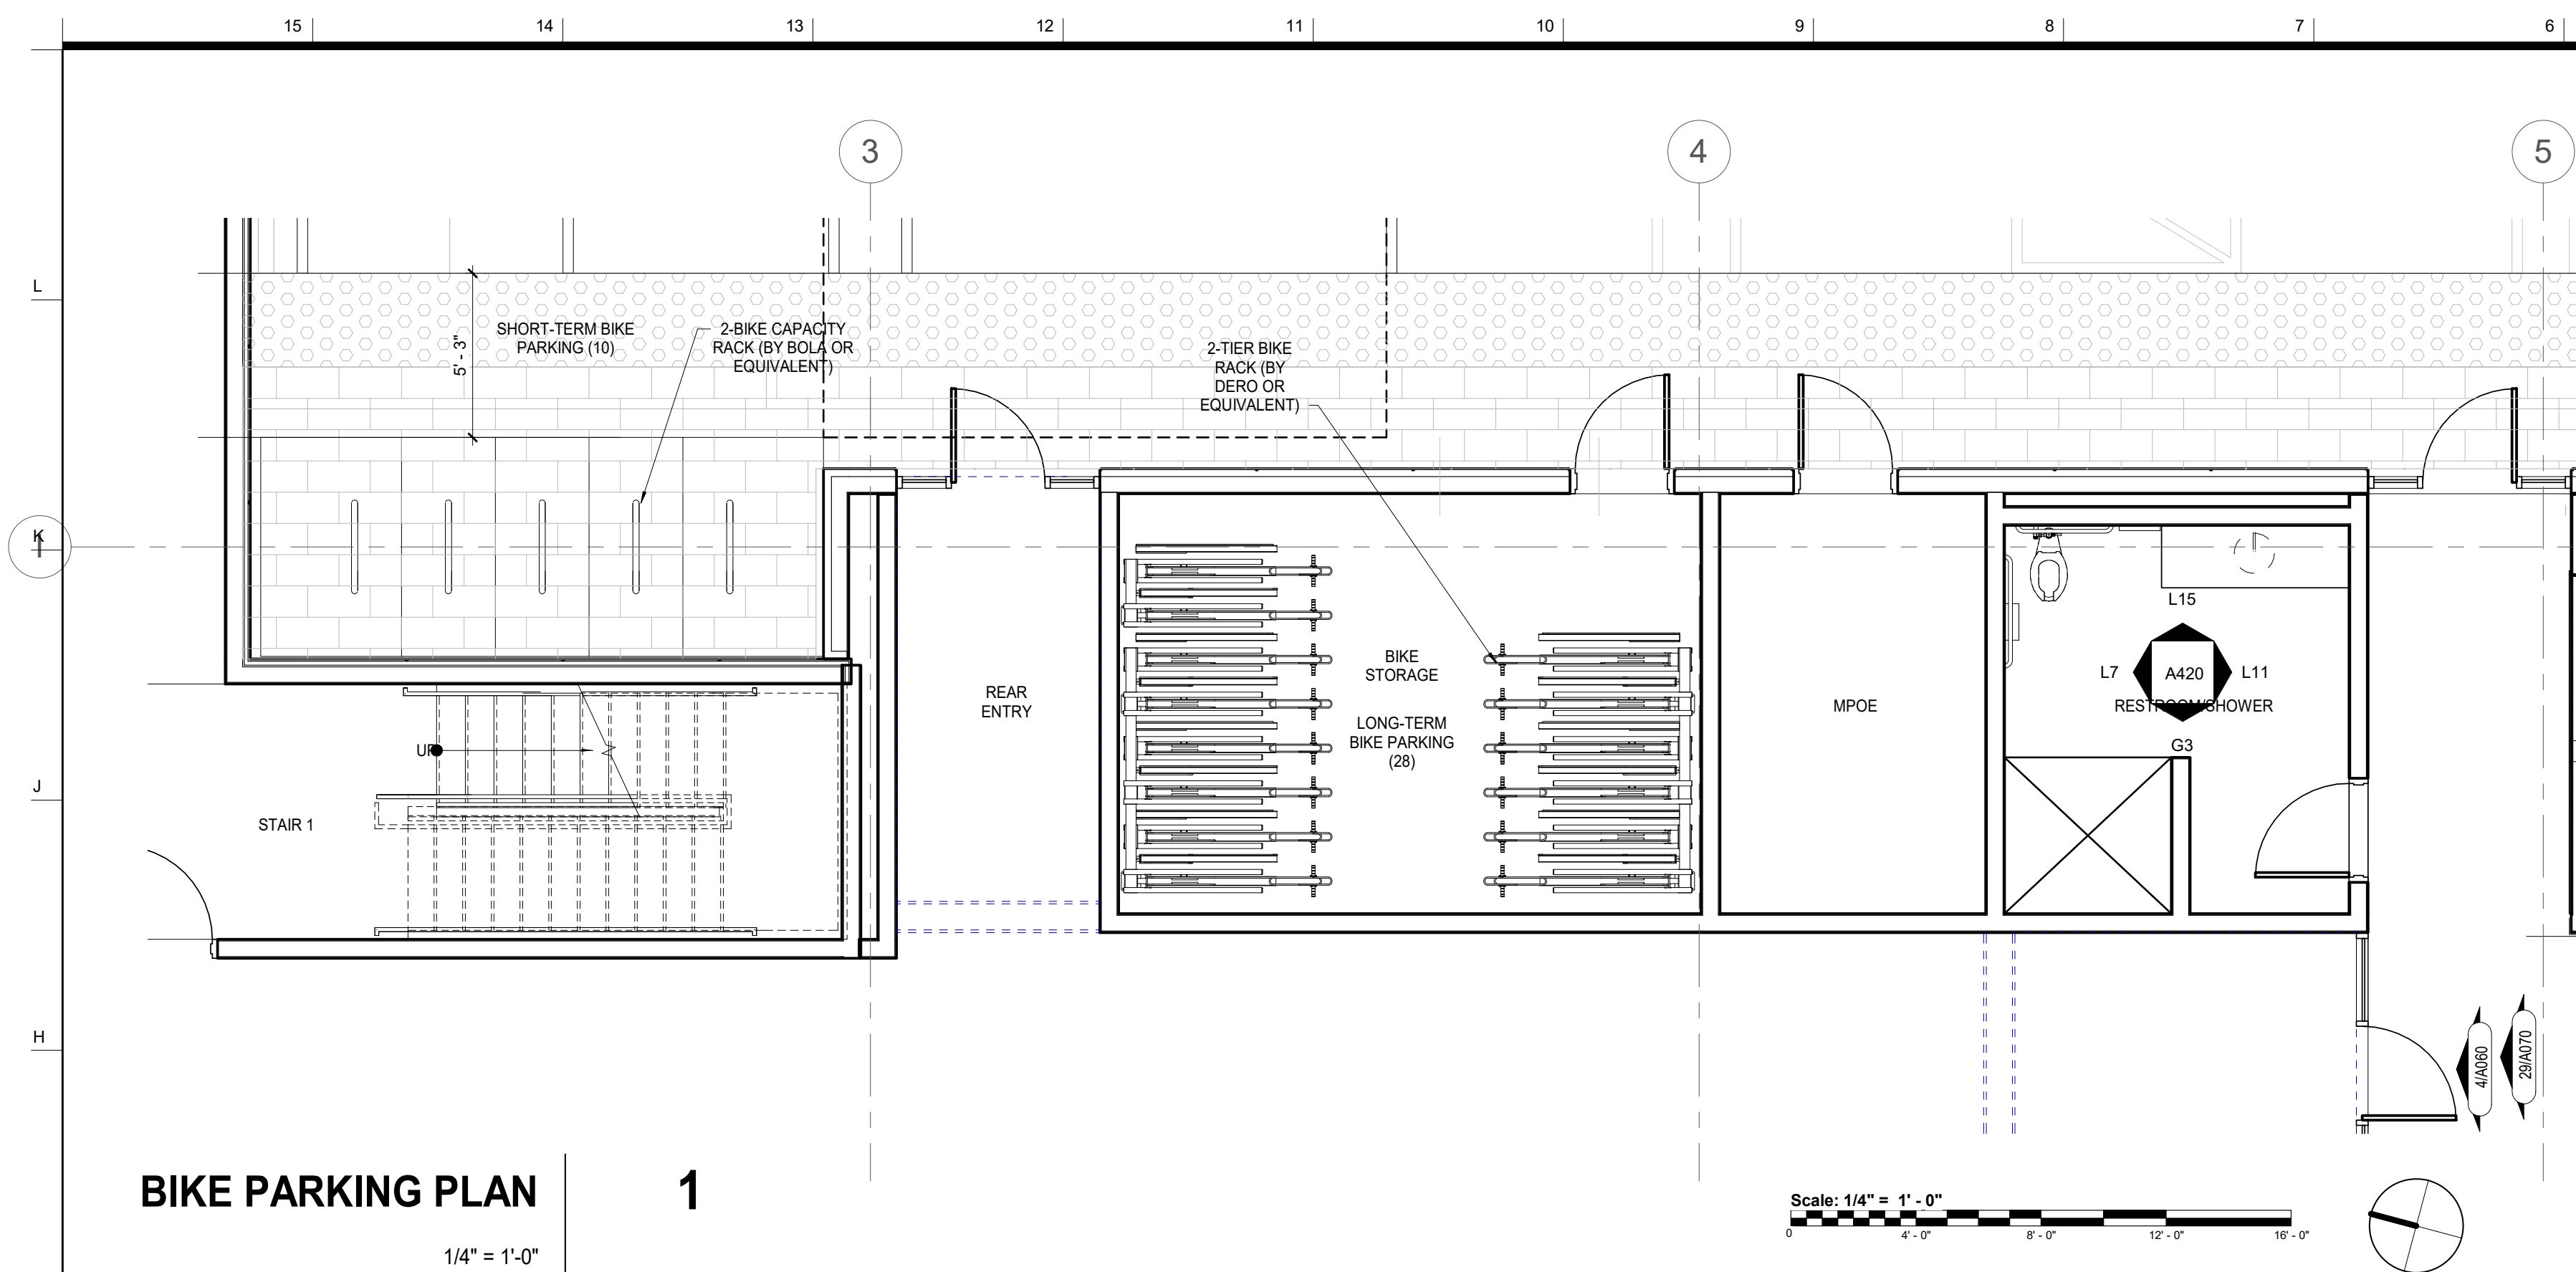 15 14 13 12 11 10 9 8 7 6
3 4 5
L
SHORT-TERM BIKE
PARKING (10)
5' - 3"
2-BIKE CAPACITY
RACK (BY BOLA OR
EQUIVALENT)
2-TIER BIKE
RACK (BY
DERO OR
EQUIVALENT)
K
REAR
ENTRY
BIKE
STORAGE
LONG-TERM
BIKE PARKING
(28)
MPOE
L15
L7 A420 L11
RESTROOM/SHOWER
G3
UP
J
STAIR 1
H
4/A060
29/A070
BIKE PARKING PLAN 1
1/4" = 1'-0"
Scale: 1/4" = 1' - 0"
0 4' - 0" 8' - 0" 12' - 0" 16' - 0"